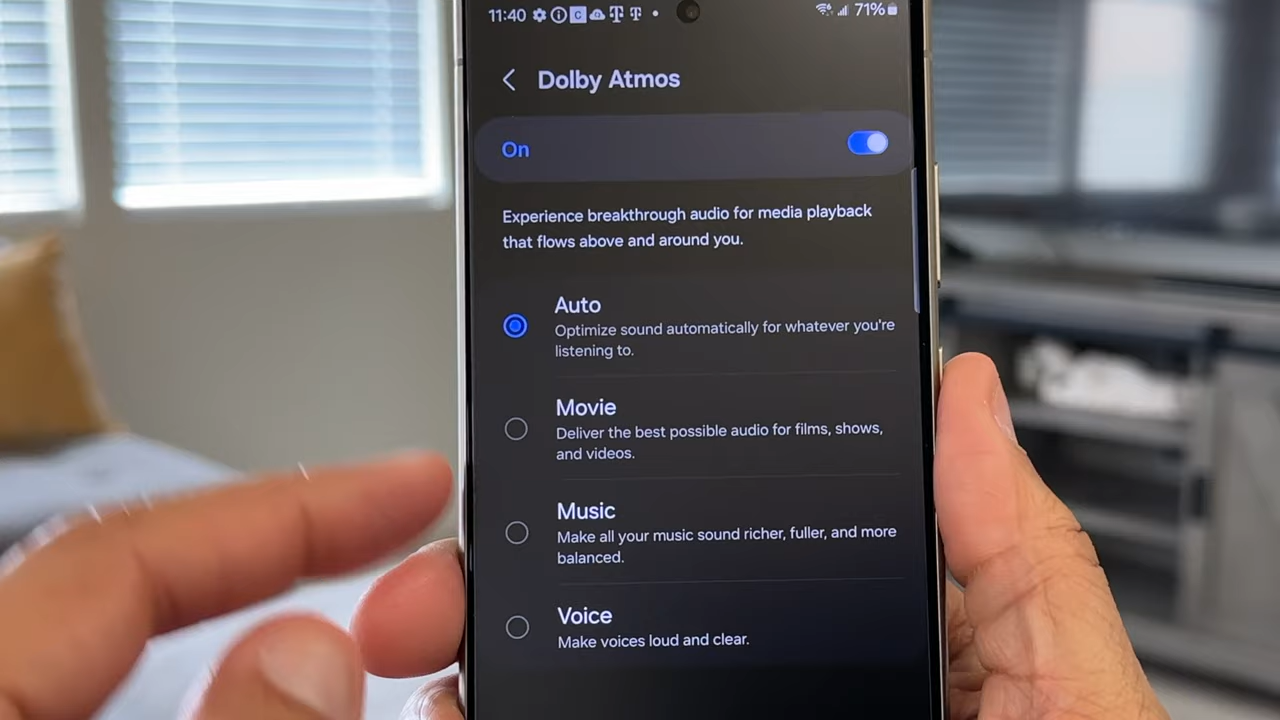 11:40
71%
Dolby Atmos
On
Experience breakthrough audio for media playback
that flows above and around you.
Auto
Optimize sound automatically for whatever you're
listening to.
Movie
Deliver the best possible audio for films, shows,
and videos.
Music
Make all your music sound richer, fuller, and more
balanced.
Voice
Make voices loud and clear.